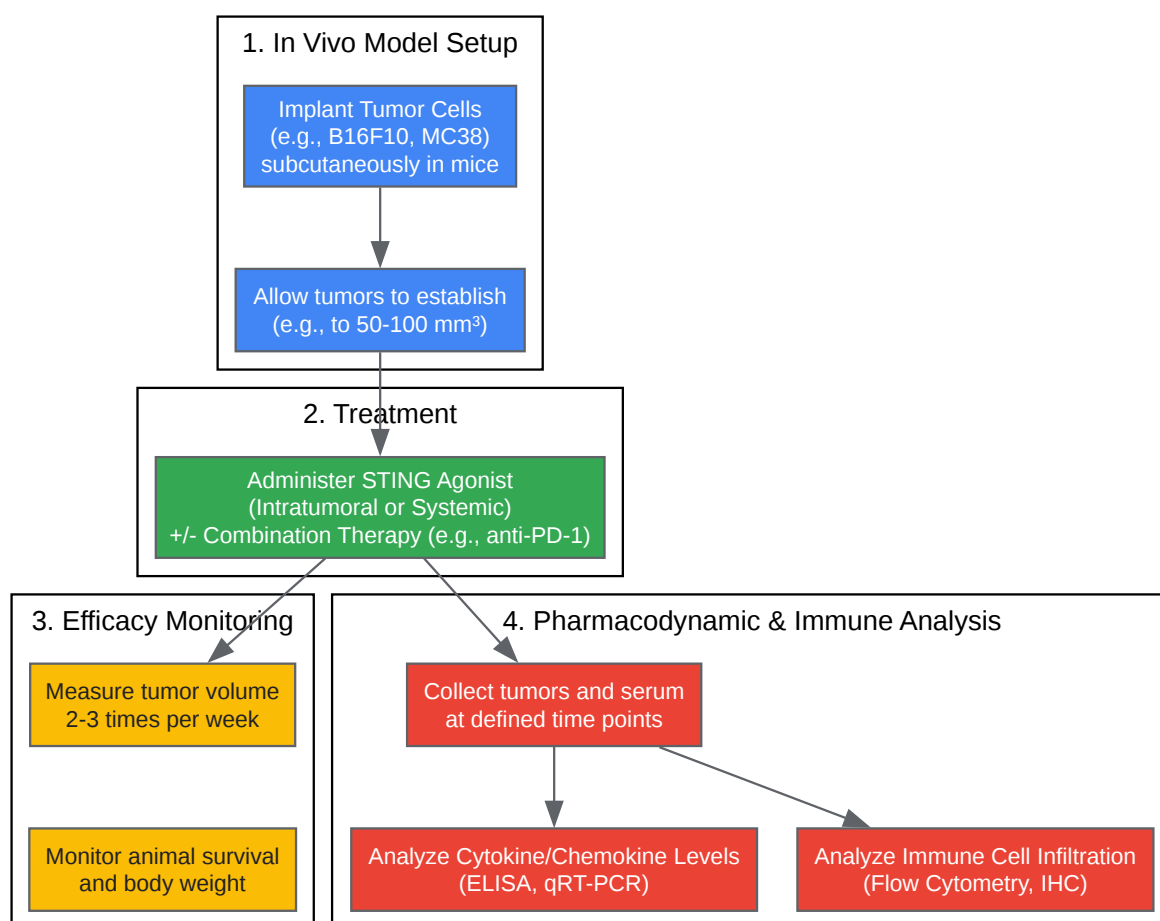 1. In Vivo Model Setup
Implant Tumor Cells
(e.g., B16F10, MC38)
subcutaneously in mice
Allow tumors to establish
(e.g., to 50-100 mm³)
2. Treatment
Administer STING Agonist
(Intratumoral or Systemic)
+/- Combination Therapy (e.g., anti-PD-1)
3. Efficacy Monitoring
Measure tumor volume
2-3 times per week
Monitor animal survival
and body weight
4. Pharmacodynamic & Immune Analysis
Collect tumors and serum
at defined time points
Analyze Cytokine/Chemokine Levels
(ELISA, qRT-PCR)
Analyze Immune Cell Infiltration
(Flow Cytometry, IHC)